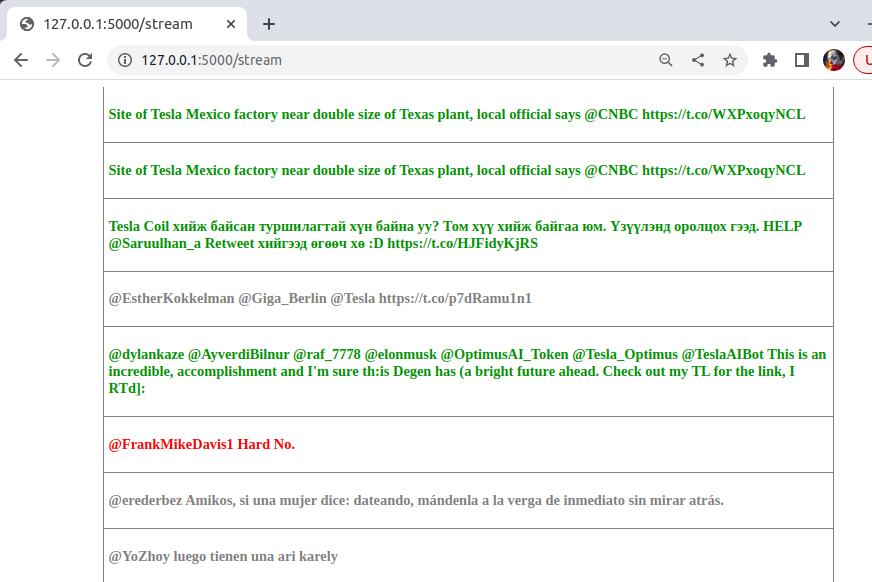 127.0.0.1:5000/stream
127.0.0.1:5000/stream
Site of Tesla Mexico factory near double size of Texas plant, local official says @CNBC https://t.co/WXPxoqyNCL
Site of Tesla Mexico factory near double size of Texas plant, local official says @CNBC https://t.co/WXPxoqyNCL
Tesla Coil хийж байсан туршилагтай хүн байна уу? Том хүү хийж байгаа юм. Үзүүлэнд оролцох гээд. HELP
@Saruulhan_a Retweet хийгээд өгөөч хө :D https://t.co/HJFidyKjRS
@EstherKokkelman @Giga_Berlin @Tesla https://t.co/p7dRamu1n1
@dylankaze @AyverdiBilnur @raf_7778 @elonmusk @OptimusAI_Token @Tesla_Optimus @TeslaAIBot This is an
incredible, accomplishment and I'm sure th:is Degen has (a bright future ahead. Check out my TL for the link, I
RTd]:
@FrankMikeDavis1 Hard No.
@erederbez Amikos, si una mujer dice: dateando, mándenla a la verga de inmediato sin mirar atrás.
@YoZhoy luego tienen una ari karely